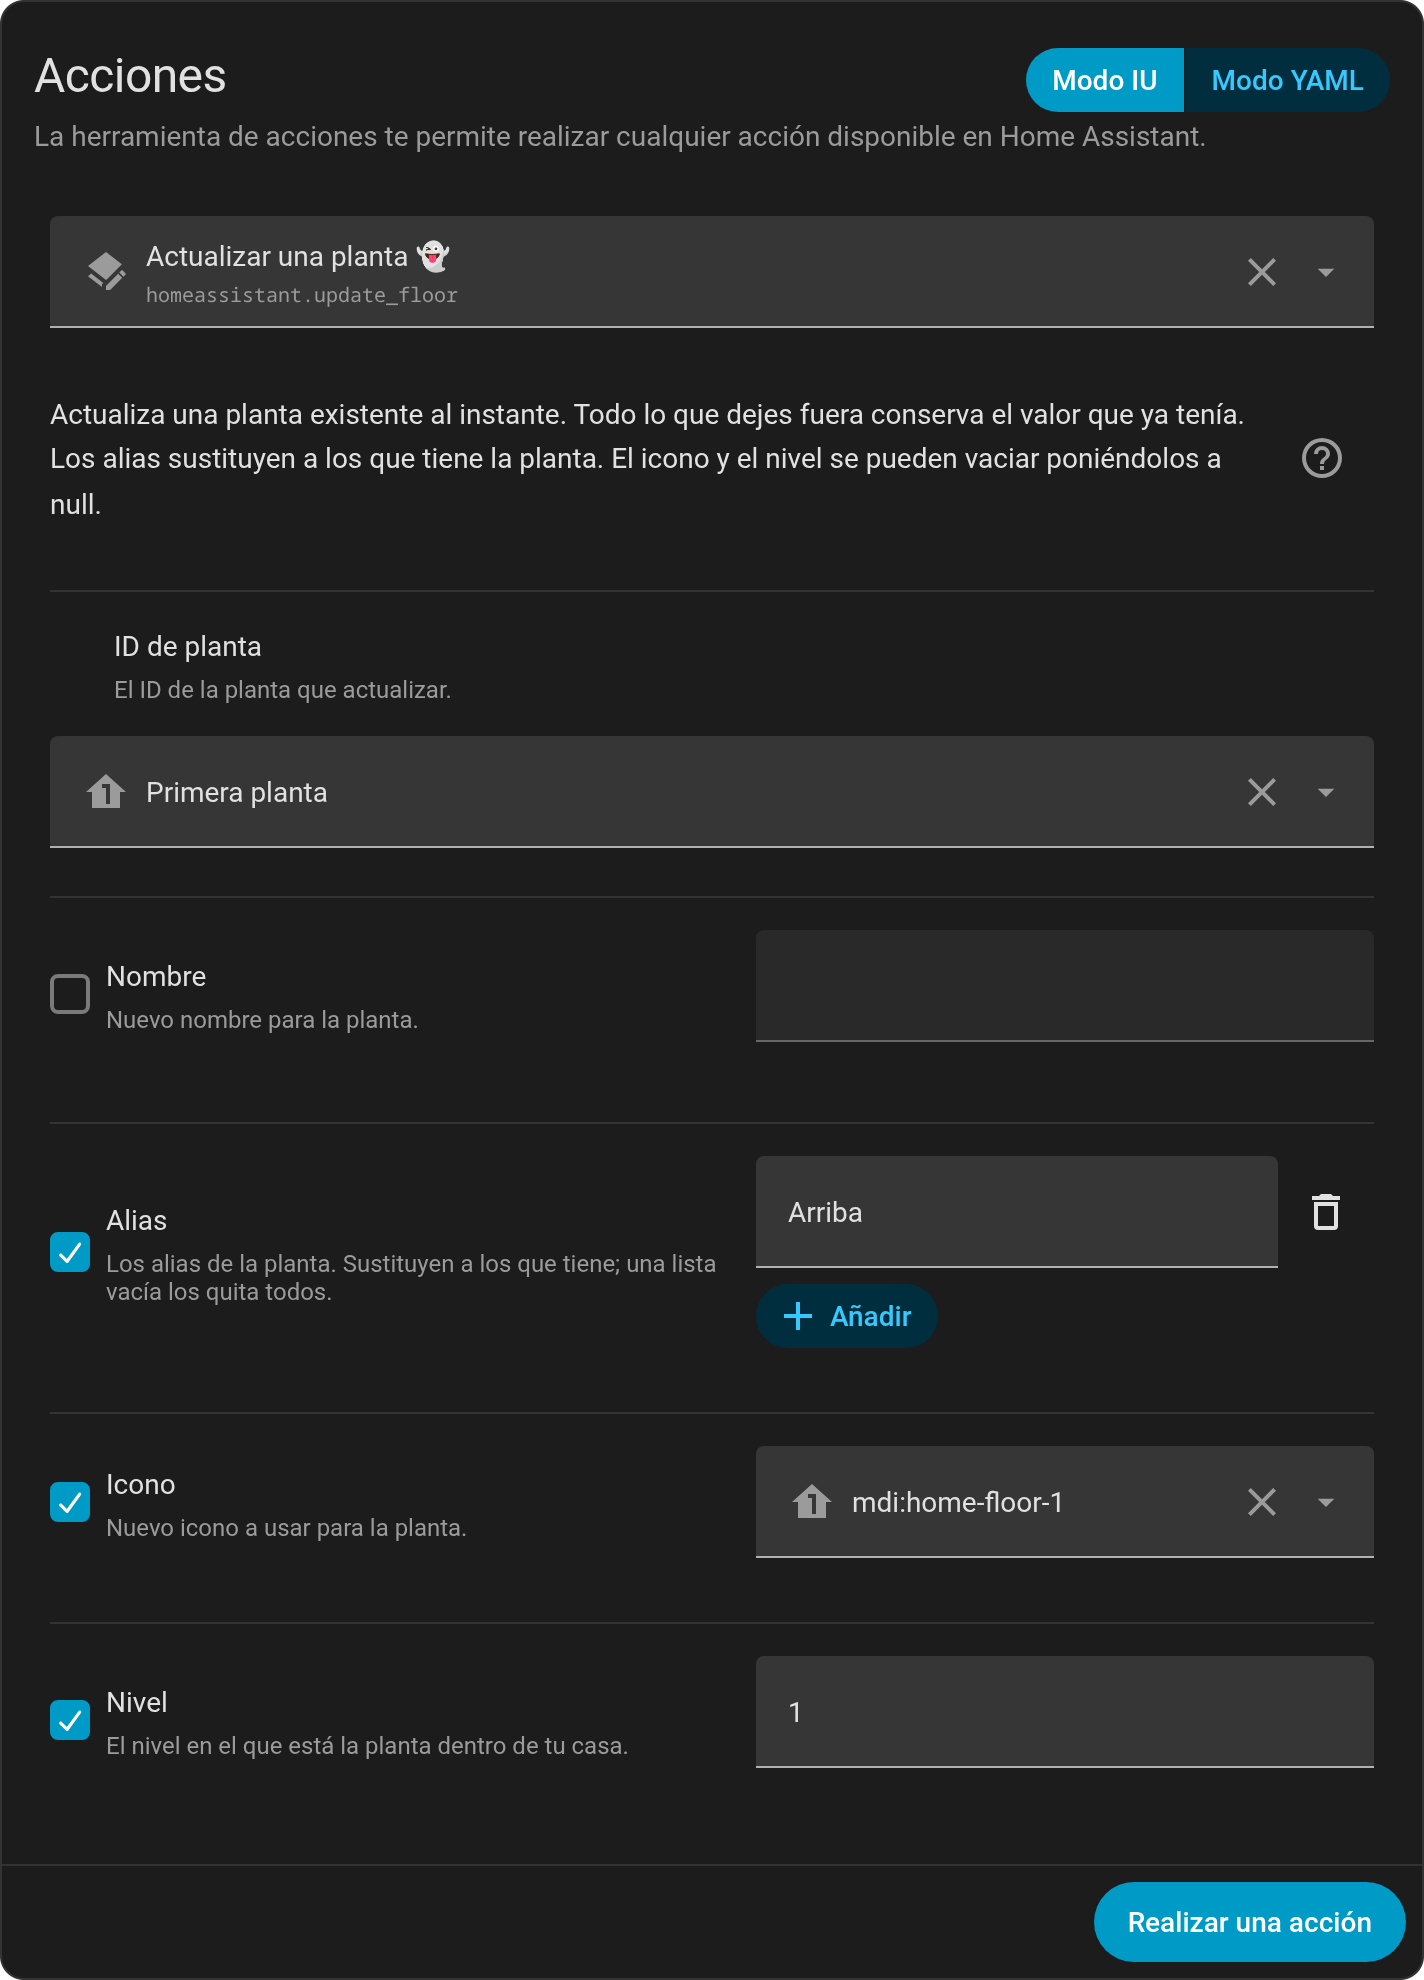 Acciones
Modo IU
Modo YAML
La herramienta de acciones te permite realizar cualquier acción disponible en Home Assistant.
Actualizar una planta 👻
homeassistant.update_floor
Actualiza una planta existente al instante. Todo lo que dejes fuera conserva el valor que ya tenía.
Los alias sustituyen a los que tiene la planta. El icono y el nivel se pueden vaciar poniéndolos a
null.
ID de planta
El ID de la planta que actualizar.
Primera planta
Nombre
Nuevo nombre para la planta.
Alias
Los alias de la planta. Sustituyen a los que tiene; una lista
vacía los quita todos.
Arriba
Añadir
Icono
Nuevo icono a usar para la planta.
mdi:home-floor-1
Nivel
El nivel en el que está la planta dentro de tu casa.
1
Realizar una acción